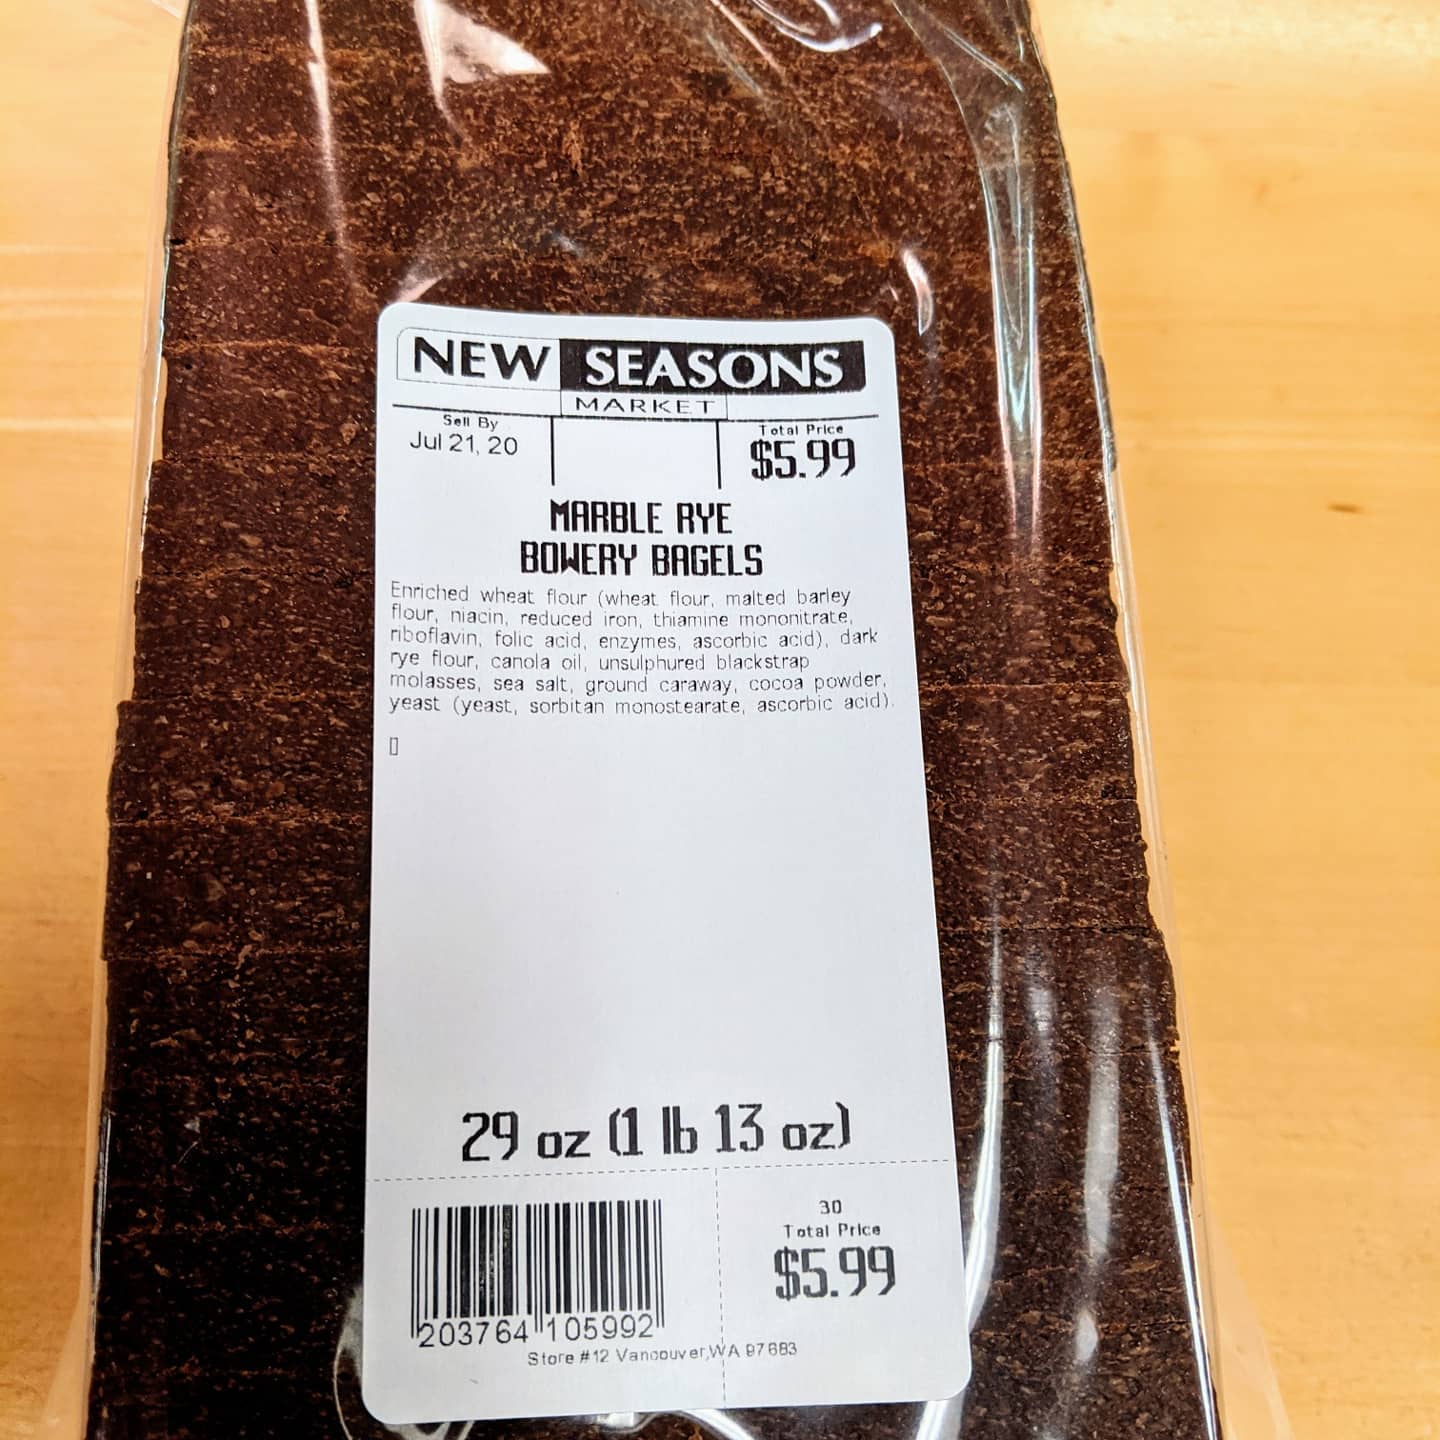 NEW SEASONS
MARKET
Sell By
Jul 21, 20
Total Price
$5.99
MARBLE RYE
BOWERY BAGELS
Enriched wheat flour (wheat flour, malted barley
flour, niacin, reduced iron, thiamine mononitrate,
riboflavin, folic acid, enzymes, ascorbic acid), dark
rye flour, canola oil, unsulphured blackstrap
molasses, sea salt, ground caraway, cocoa powder,
yeast (yeast, sorbitan monostearate, ascorbic acid).
29 oz (1 lb 13 oz)
30
Total Price
$5.99
203764 105992
Store #12 Vancouver,WA 97683